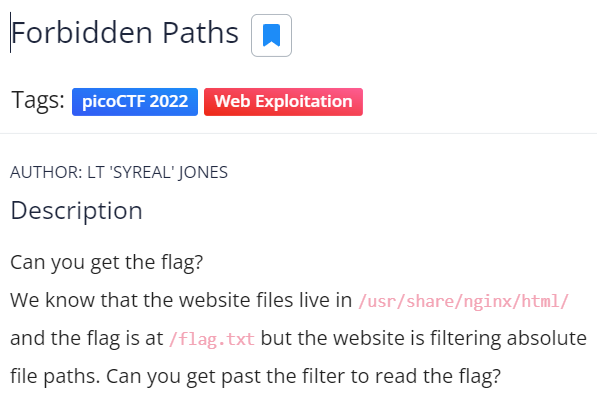 Forbidden Paths
Tags: picoCTF 2022 Web Exploitation
AUTHOR: LT 'SYREAL' JONES
Description
Can you get the flag?
We know that the website files live in /usr/share/nginx/html/
and the flag is at /flag.txt but the website is filtering absolute
file paths. Can you get past the filter to read the flag?